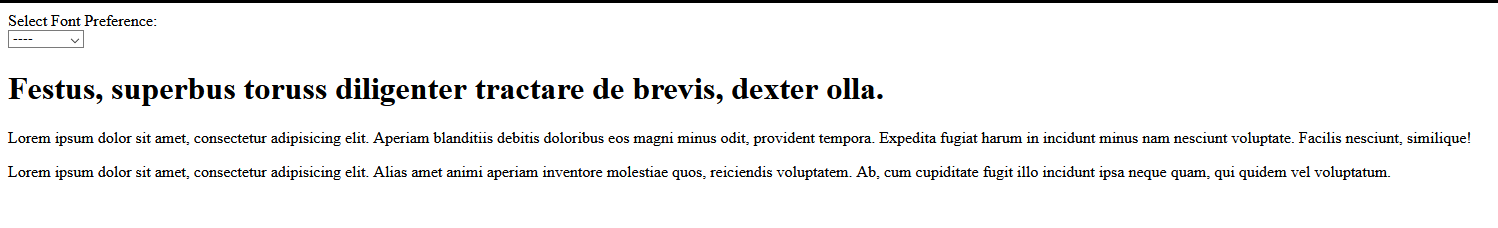 Select Font Preference:
----
Festus, superbus toruss diligenter tractare de brevis, dexter olla.
Lorem ipsum dolor sit amet, consectetur adipisicing elit. Aperiam blanditiis debitis doloribus eos magni minus odit, provident tempora. Expedita fugiat harum in incidunt minus nam nesciunt voluptate. Facilis nesciunt, similique!
Lorem ipsum dolor sit amet, consectetur adipisicing elit. Alias amet animi aperiam inventore molestiae quos, reiciendis voluptatem. Ab, cum cupiditate fugit illo incidunt ipsa neque quam, qui quidem vel voluptatum.